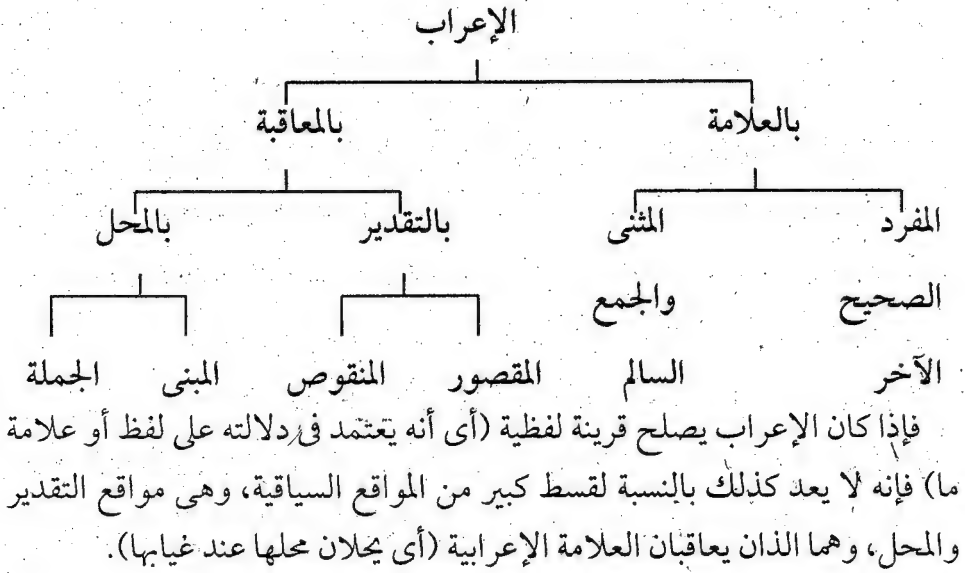 الإعراب
بالعلامة بالمعاقبة
المفرد المثنى بالتقدير بالمحل
الصحيح والجمع
الآخر السالم المقصور المنقوص المبنى الجملة
فإذا كان الإعراب يصلح قرينة لفظية (أى أنه يعتمد فى دلالته على لفظ أو علامة
ما) فإنه لا يعد كذلك بالنسبة لقسط كبير من المواقع السياقية، وهى مواقع التقدير
والمحل، وهما الذان يعاقبان العلامة الإعرابية (أى يحلان محلها عند غيابها).